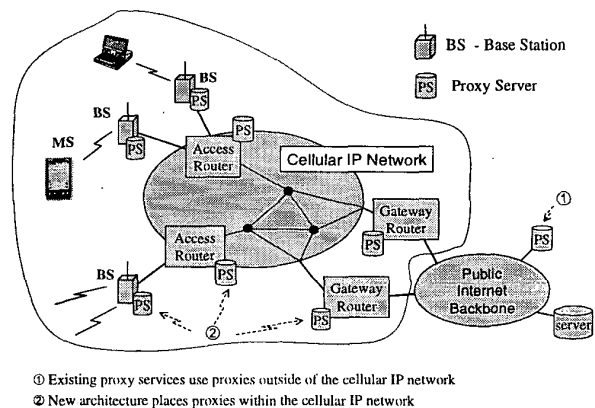 BS - Base Station
PS Proxy Server
BS
PS
BS
PS
MS
PS
Access
Router
Cellular IP Network
Gateway
Router
PS
①
PS
Access
Router
PS
BS
PS
Gateway
Router
PS
Public
Internet
Backbone
server
②
① Existing proxy services use proxies outside of the cellular IP network
② New architecture places proxies within the cellular IP network